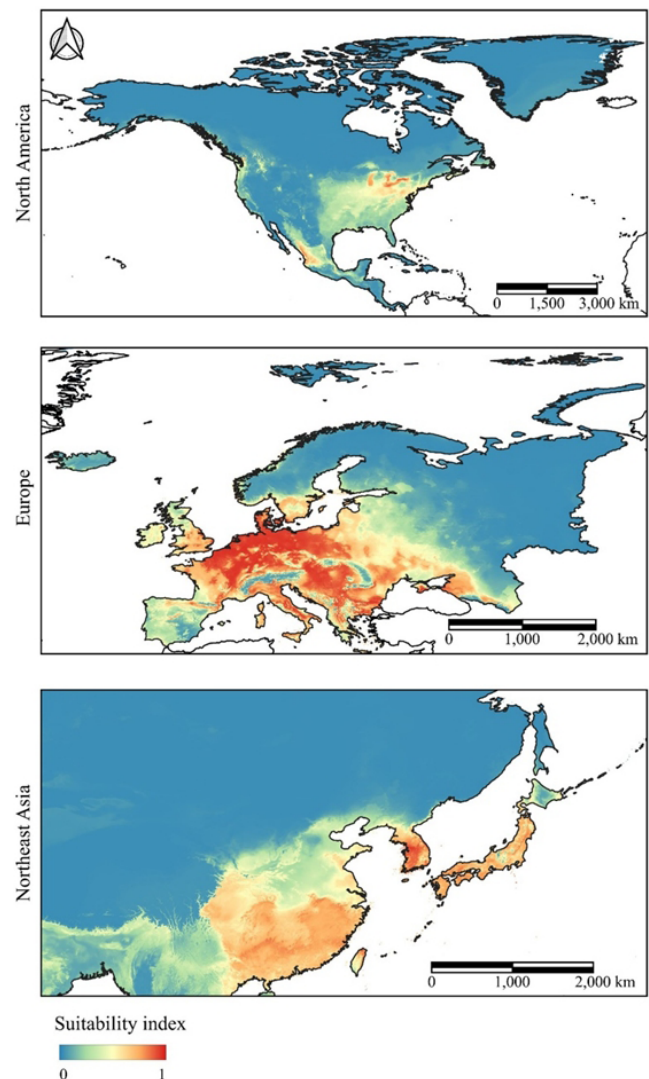 North America
0 1,500 3,000 km
Europe
0 1,000 2,000 km
Northeast Asia
0 1,000 2,000 km
Suitability index
0 1